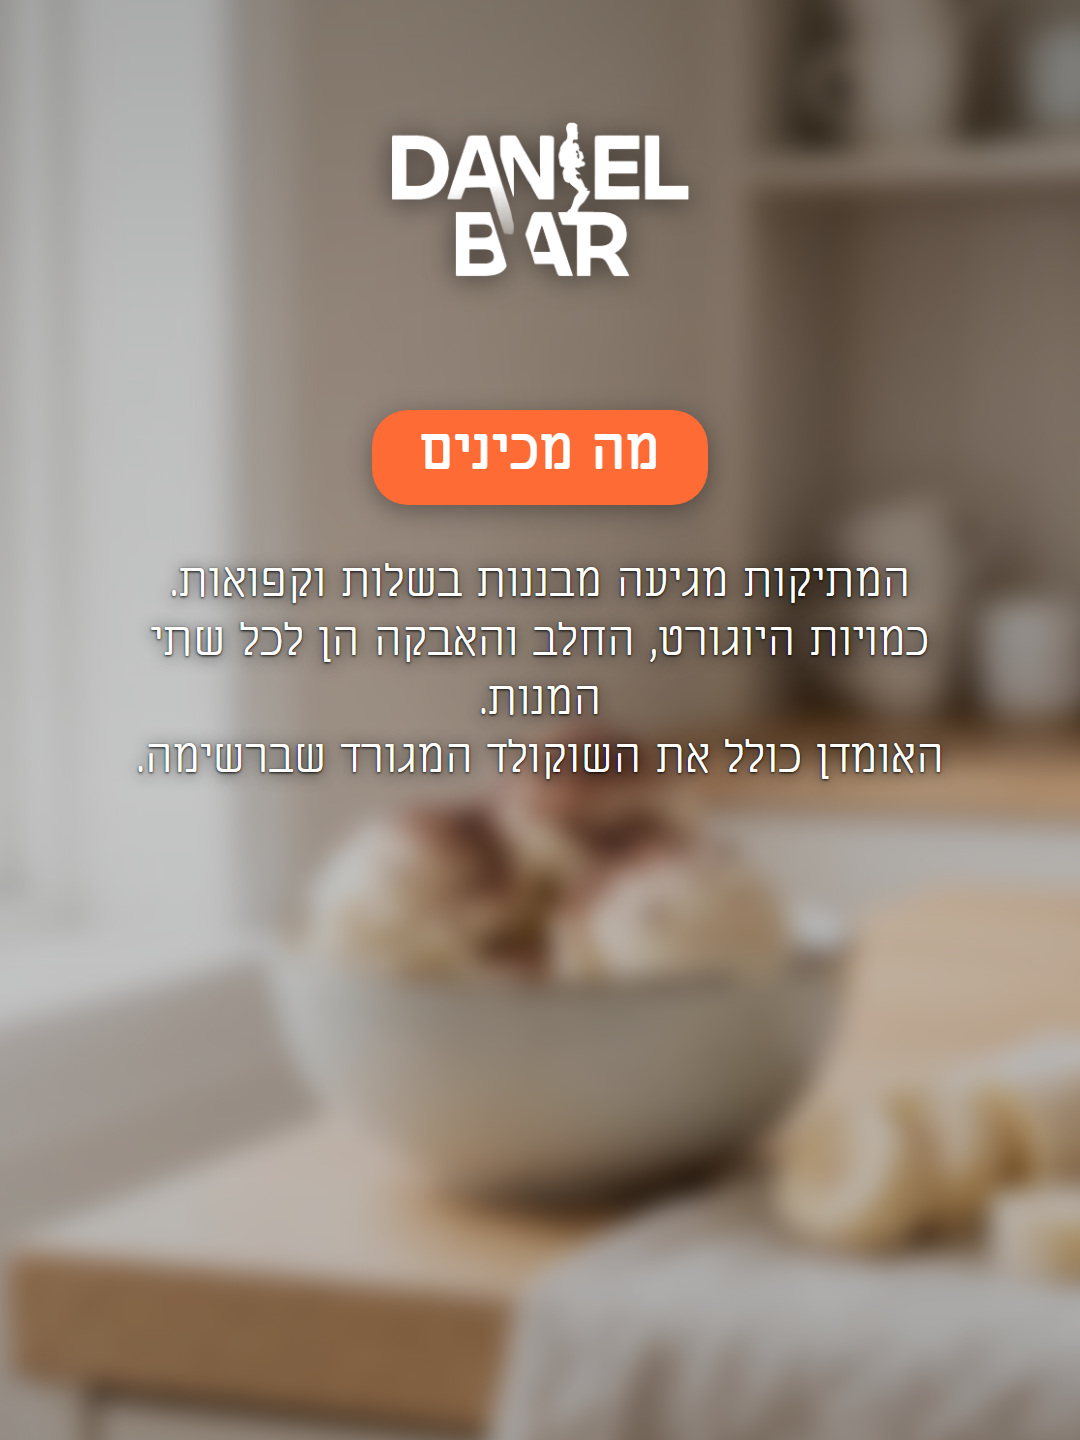 DANIEL
BAR
מה מכינים
המתיקות מגיעה מבננות בשלות וקפואות.
כמויות היוגורט, החלב והאבקה הן לכל שתי
המנות.
האומדן כולל את השוקולד המגורד שברשימה.